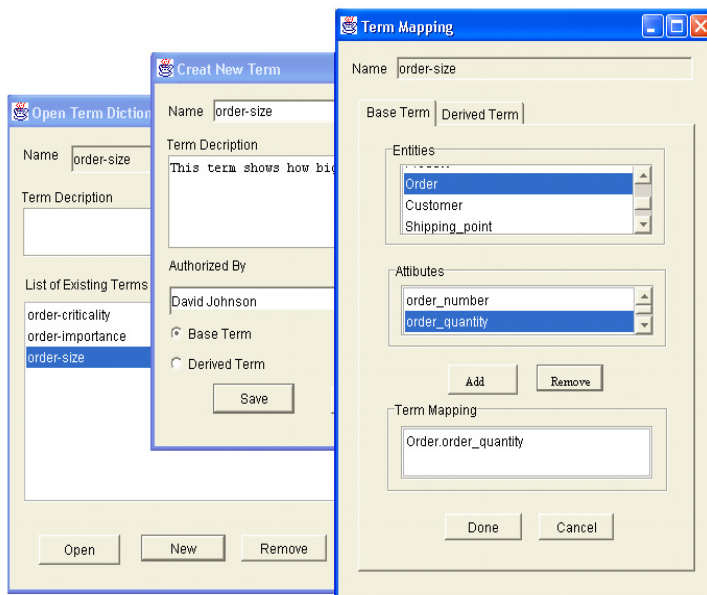 Open Term Diction
Name order-size
Term Decription
List of Existing Terms
order-criticality
order-importance
order-size
Open New Remove
Creat New Term
Name order-size
Term Decription
This term shows how big
Authorized By
David Johnson
Base Term
Derived Term
Save
Term Mapping
Name order-size
Base Term Derived Term
Entities
Order
Customer
Shipping_point
Attibutes
order_number
order_quantity
Add Remove
Term Mapping
Order.order_quantity
Done Cancel